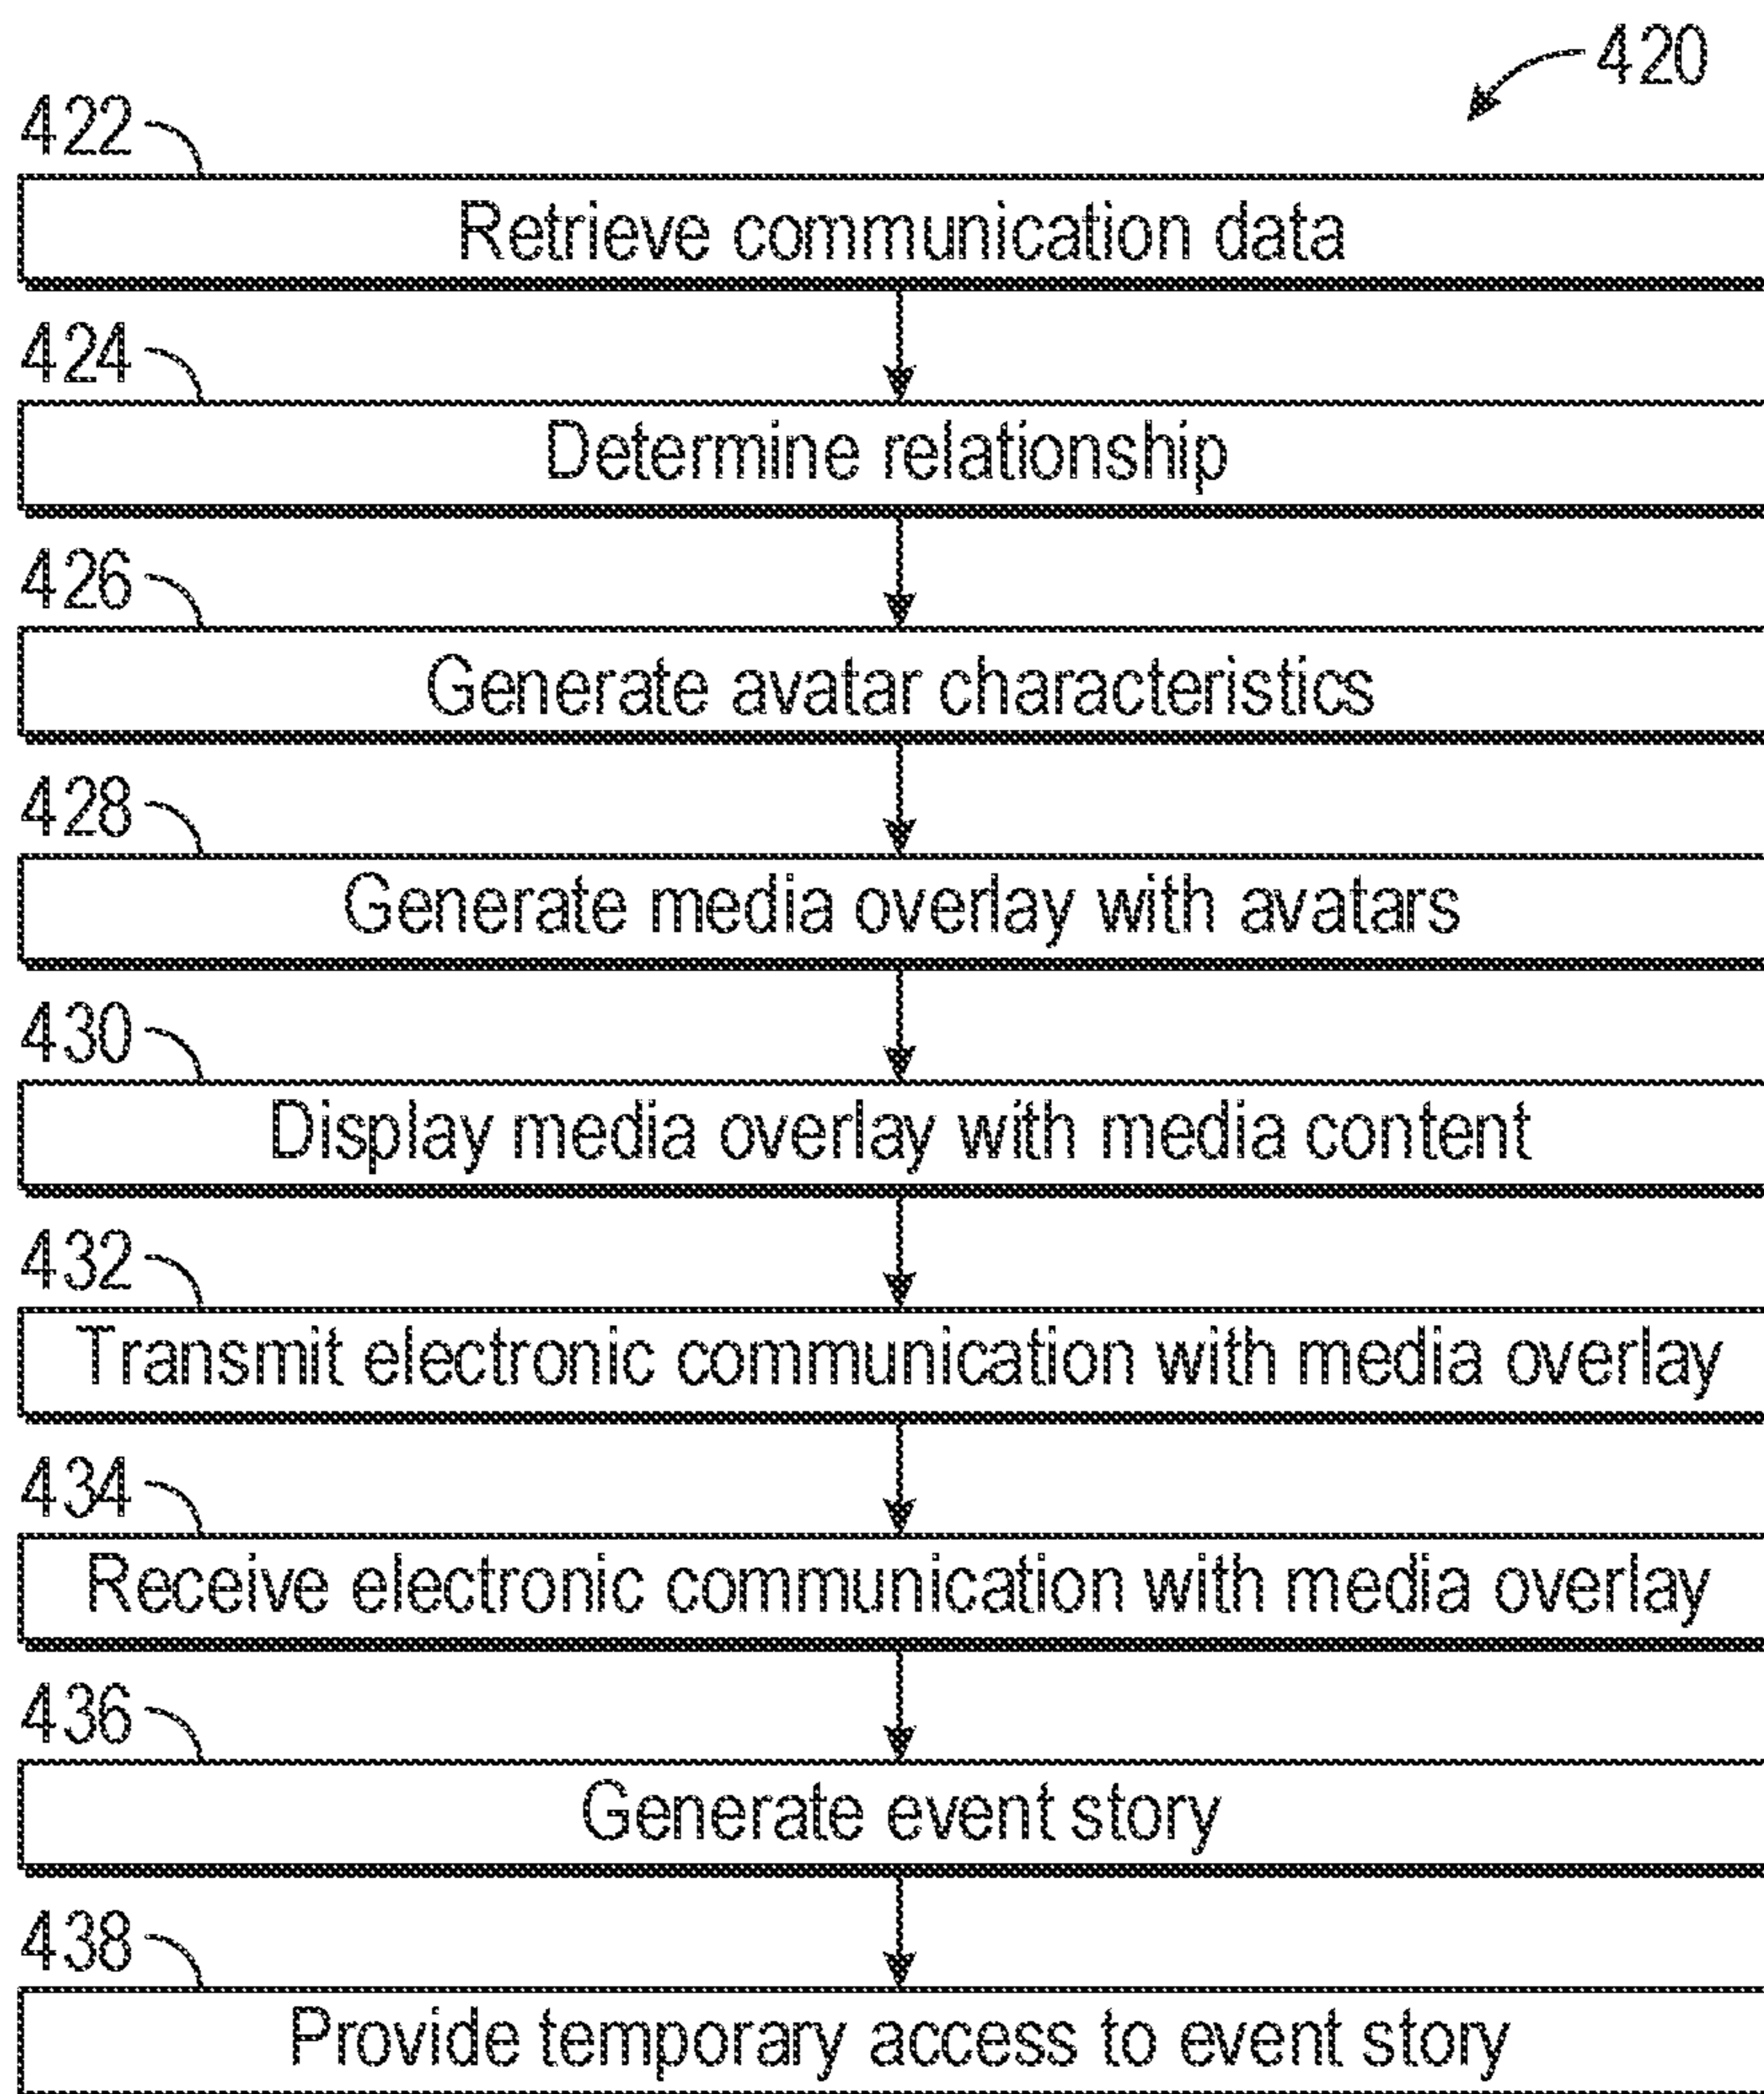 420
422
Retrieve communication data
424
Determine relationship
426
Generate avatar characteristics
428
Generate media overlay with avatars
430
Display media overlay with media content
432
Transmit electronic communication with media overlay
434
Receive electronic communication with media overlay
436
Generate event story
438
Provide temporary access to event story